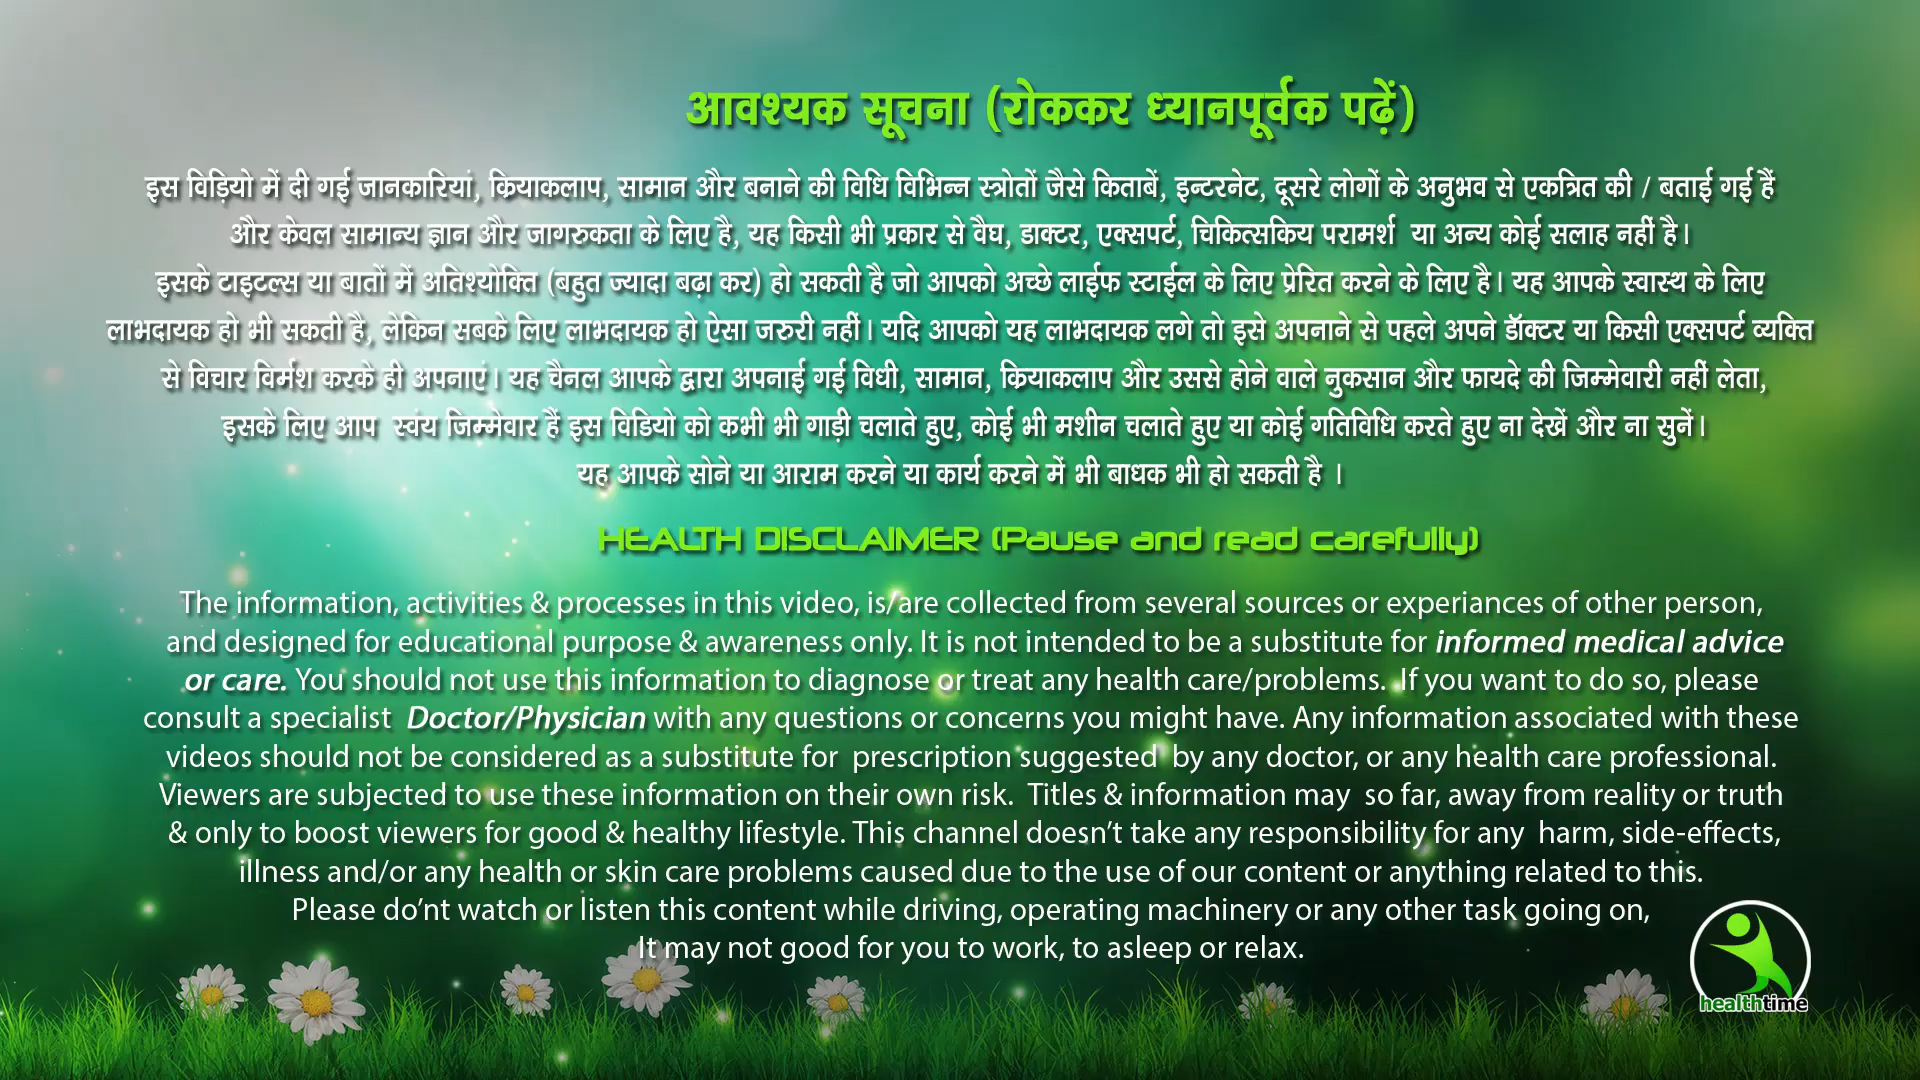 आवश्यक सूचना (रोककर ध्यानपूर्वक पढ़ें)
इस विड़ियो में दी गई जानकारियां, क्रियाकलाप, सामान और बनाने की विधि विभिन्न स्त्रोतों जैसे किताबें, इन्टरनेट, दूसरे लोगों के अनुभव से एकत्रित की / बताई गई हैं
और केवल सामान्य ज्ञान और जागरुकता के लिए है, यह किसी भी प्रकार से वैघ, डाक्टर, एक्सपर्ट, चिकित्सकिय परामर्श या अन्य कोई सलाह नहीं है।
इसके टाइटल्स या बातों में अतिश्योक्ति (बहुत ज्यादा बढ़ा कर) हो सकती है जो आपको अच्छे लाईफ स्टाईल के लिए प्रेरित करने के लिए है। यह आपके स्वास्थ के लिए
लाभदायक हो भी सकती है, लेकिन सबके लिए लाभदायक हो ऐसा जरुरी नहीं। यदि आपको यह लाभदायक लगे तो इसे अपनाने से पहले अपने डॅाक्टर या किसी एक्सपर्ट व्यक्ति
से विचार विर्मश करके ही अपनाएं। यह चैनल आपके द्वारा अपनाई गई विधी, सामान, क्रियाकलाप और उससे होने वाले नुकसान और फायदे की जिम्मेवारी नहीं लेता,
इसके लिए आप स्वंय जिम्मेवार हैं इस विडियो को कभी भी गाड़ी चलाते हुए, कोई भी मशीन चलाते हुए या कोई गतिविधि करते हुए ना देखें और ना सुनें।
यह आपके सोने या आराम करने या कार्य करने में भी बाधक भी हो सकती है ।
HEALTH DISCLAIMER (Pause and read carefully)
The information, activities & processes in this video, is/are collected from several sources or experiances of other person,
and designed for educational purpose & awareness only. It is not intended to be a substitute for informed medical advice
or care. You should not use this information to diagnose or treat any health care/problems. If you want to do so, please
consult a specialist Doctor/Physician with any questions or concerns you might have. Any information associated with these
videos should not be considered as a substitute for prescription suggested by any doctor, or any health care professional.
Viewers are subjected to use these information on their own risk. Titles & information may so far, away from reality or truth
& only to boost viewers for good & healthy lifestyle. This channel doesn't take any responsibility for any harm, side-effects,
illness and/or any health or skin care problems caused due to the use of our content or anything related to this.
Please do'nt watch or listen this content while driving, operating machinery or any other task going on,
It may not good for you to work, to asleep or relax.
healthtime